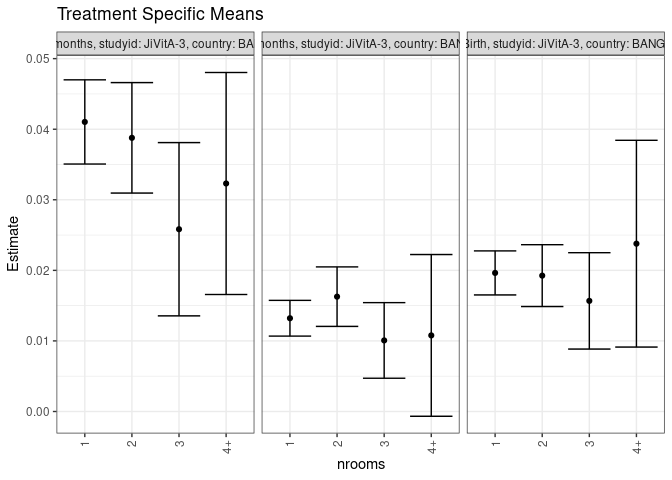 Treatment Specific Means
months, studyid: JiVitA-3, country: BA
months, studyid: JiVitA-3, country: BAN
Birth, studyid: JiVitA-3, country: BANG
0.05
0.04
0.03
0.02
0.01
0.00
Estimate
1 2 3 4+
1 2 3 4+
1 2 3 4+
nrooms